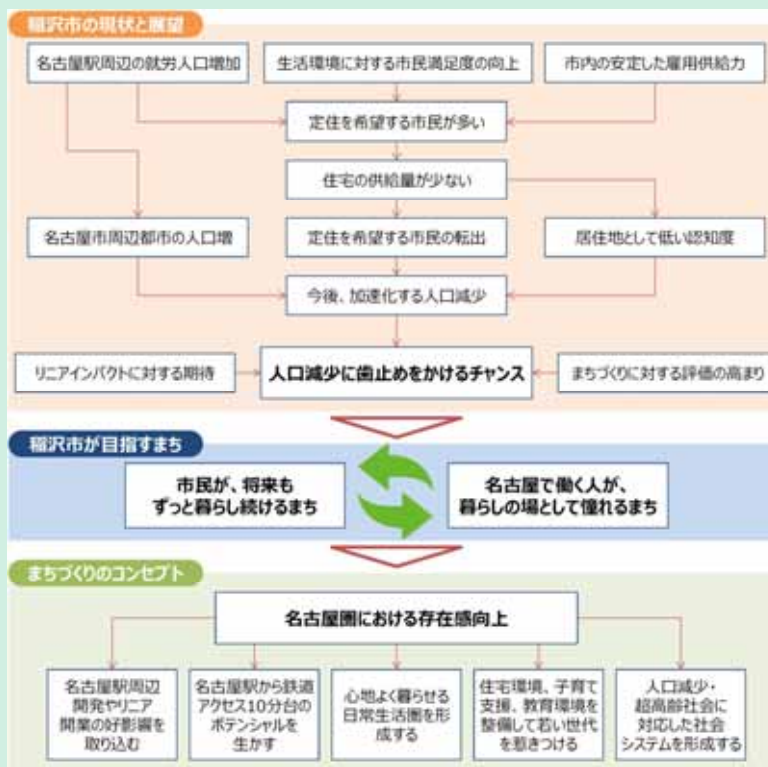 稲沢市の現状と展望
名古屋駅周辺の就労人口増加
生活環境に対する市民満足度の向上
市内の安定した雇用供給力
定住を希望する市民が多い
住宅の供給量が少ない
名古屋市周辺都市の人口増
定住を希望する市民の転出
居住地として低い認知度
今後、加速化する人口減少
リニアインパクトに対する期待
人口減少に歯止めをかけるチャンス
まちづくりに対する評価の高まり
稲沢市が目指すまち
市民が、将来も
ずっと暮らし続けるまち
名古屋で働く人が、
暮らしの場として憧れるまち
まちづくりのコンセプト
名古屋圏における存在感向上
名古屋駅周辺
開発やリニア
開業の好影響を
取り込む
名古屋駅から鉄道
アクセス10分台の
ポテンシャルを
生かす
心地よく暮らせる
日常生活圏を形
成する
住宅環境、子育て
支援、教育環境を
整備して若い世代
を惹きつける
人口減少・
超高齢社会に
対応した社会
システムを形成する